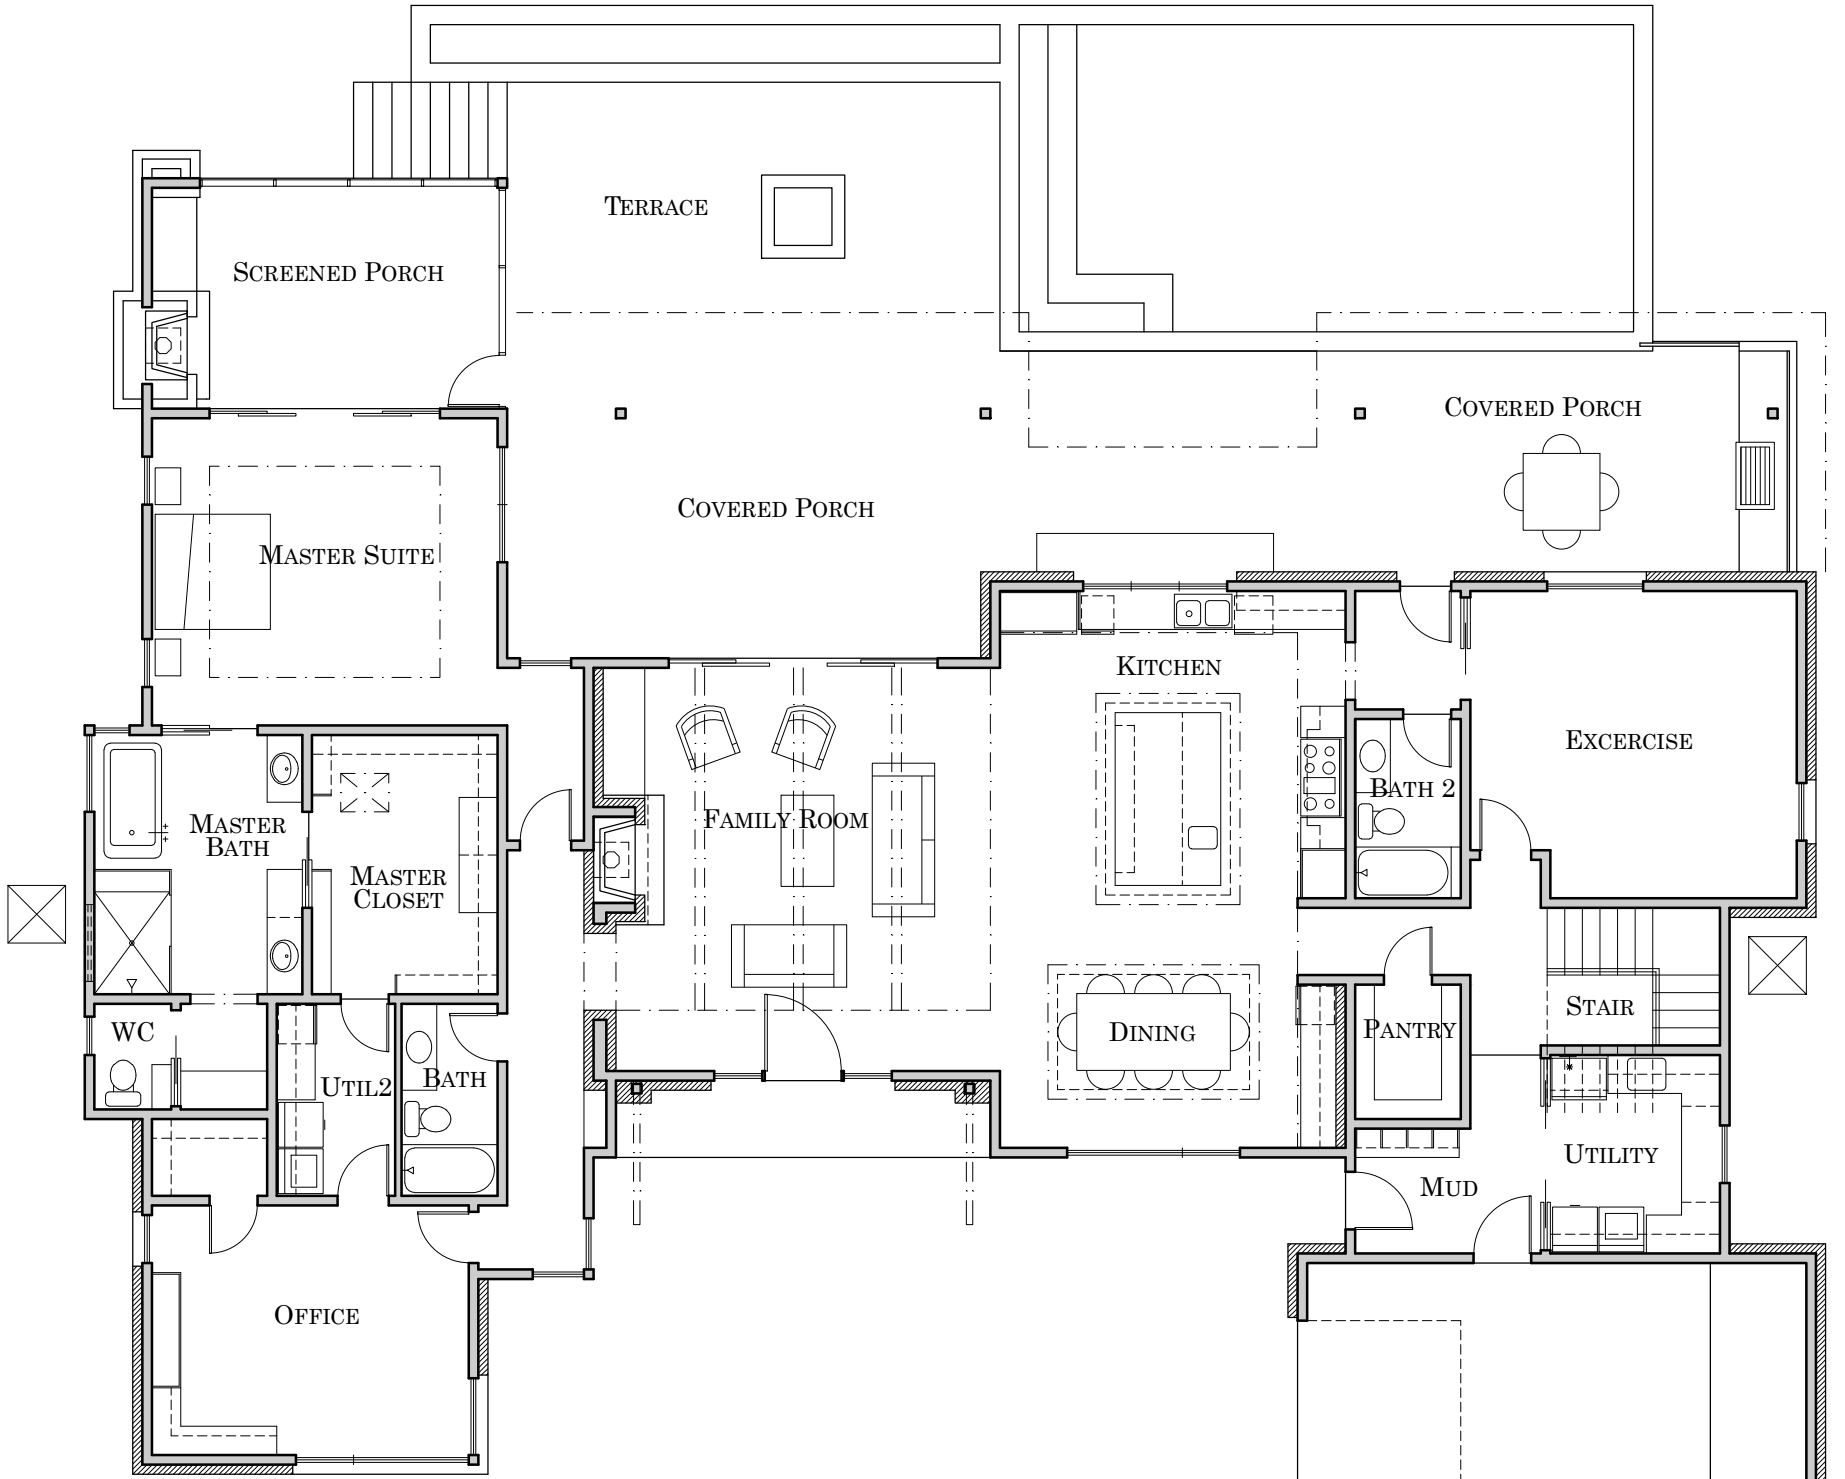 TERRACE
SCREENED PORCH
COVERED PORCH
COVERED PORCH
MASTER SUITE
KITCHEN
EXCERCISE
BATH 2
FAMILY ROOM
MASTER
BATH
MASTER
CLOSET
STAIR
WC
DINING
PANTRY
UTIL2
BATH
UTILITY
MUD
OFFICE